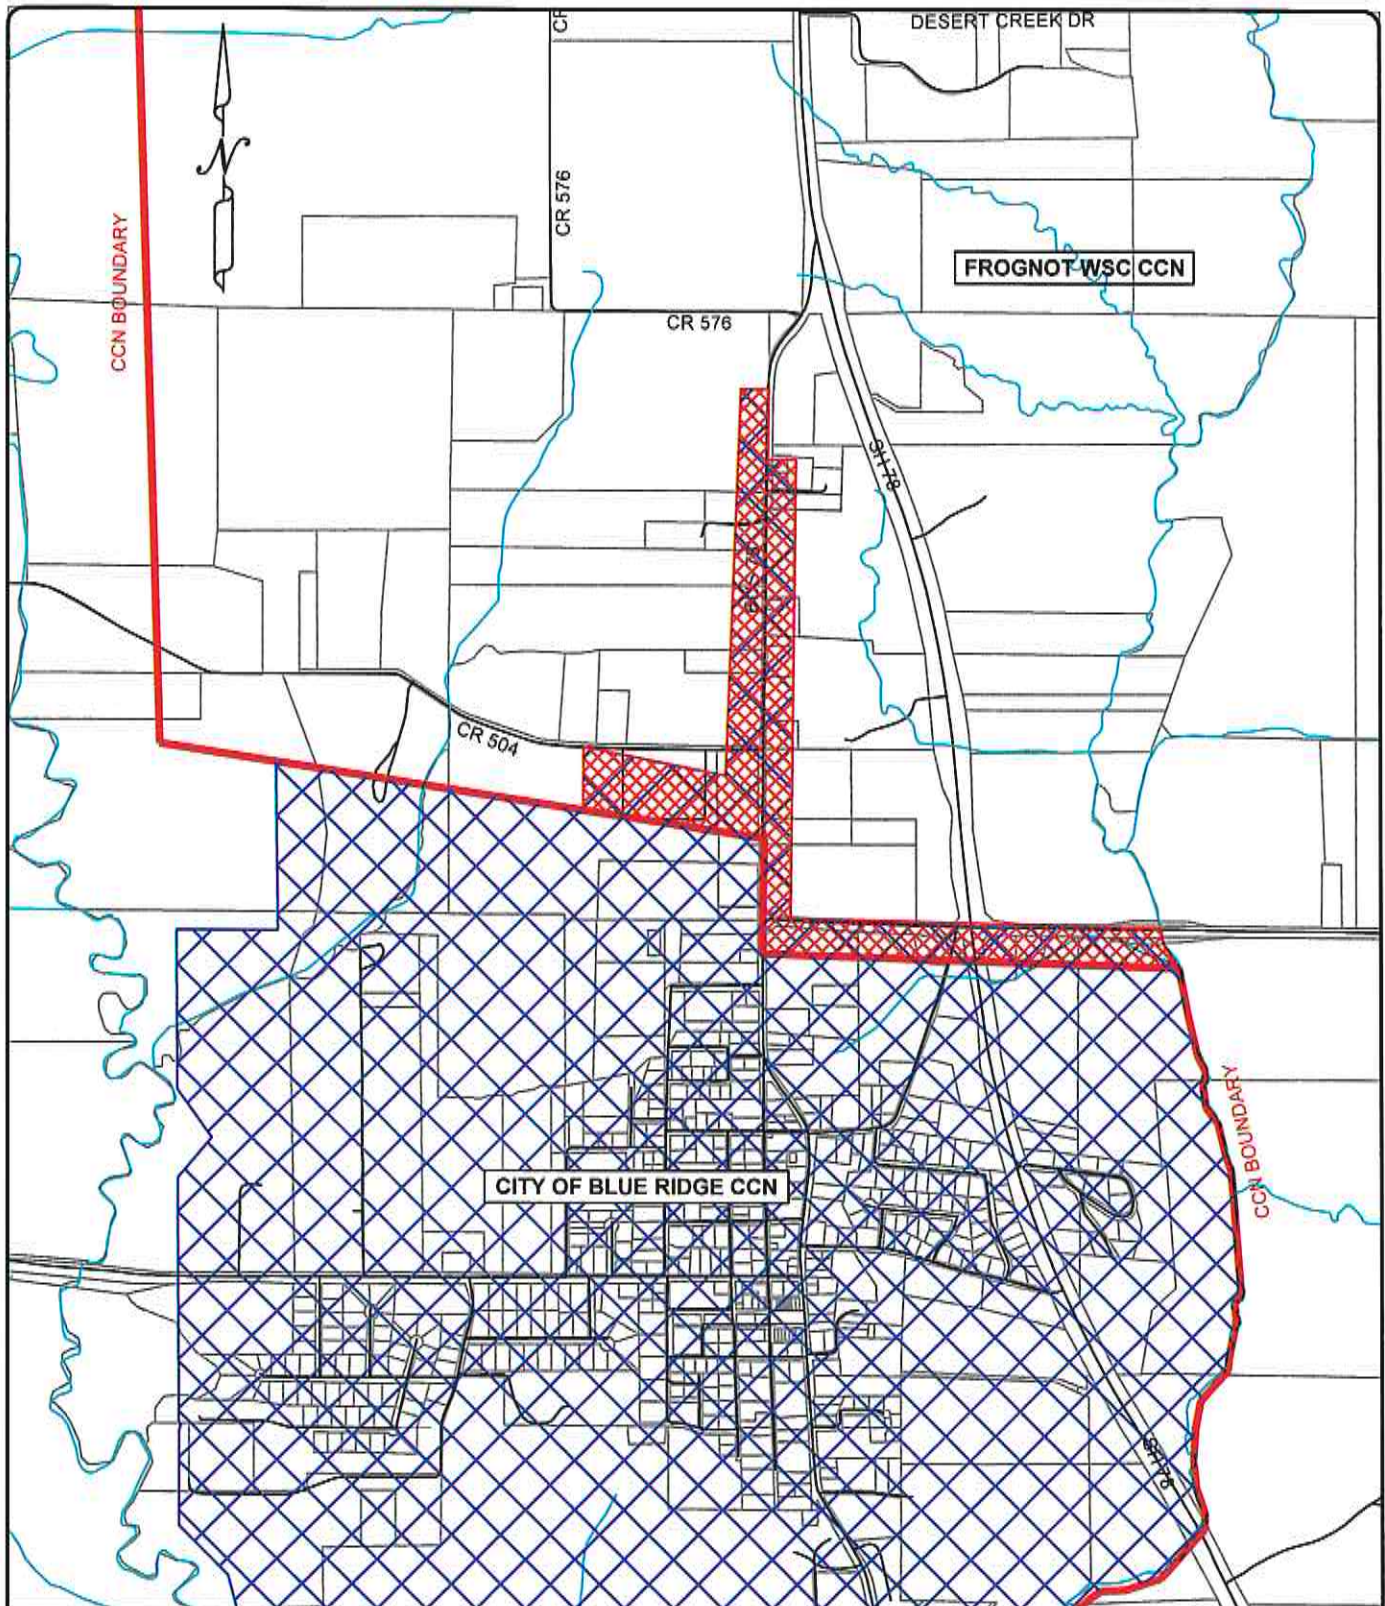 CF
DESERT CREEK DR
N
CR 576
CCN BOUNDARY
FROGNOT WSC CCN
CR 576
SH 78
CR 504
CCN BOUNDARY
CITY OF BLUE RIDGE CCN
SH 78